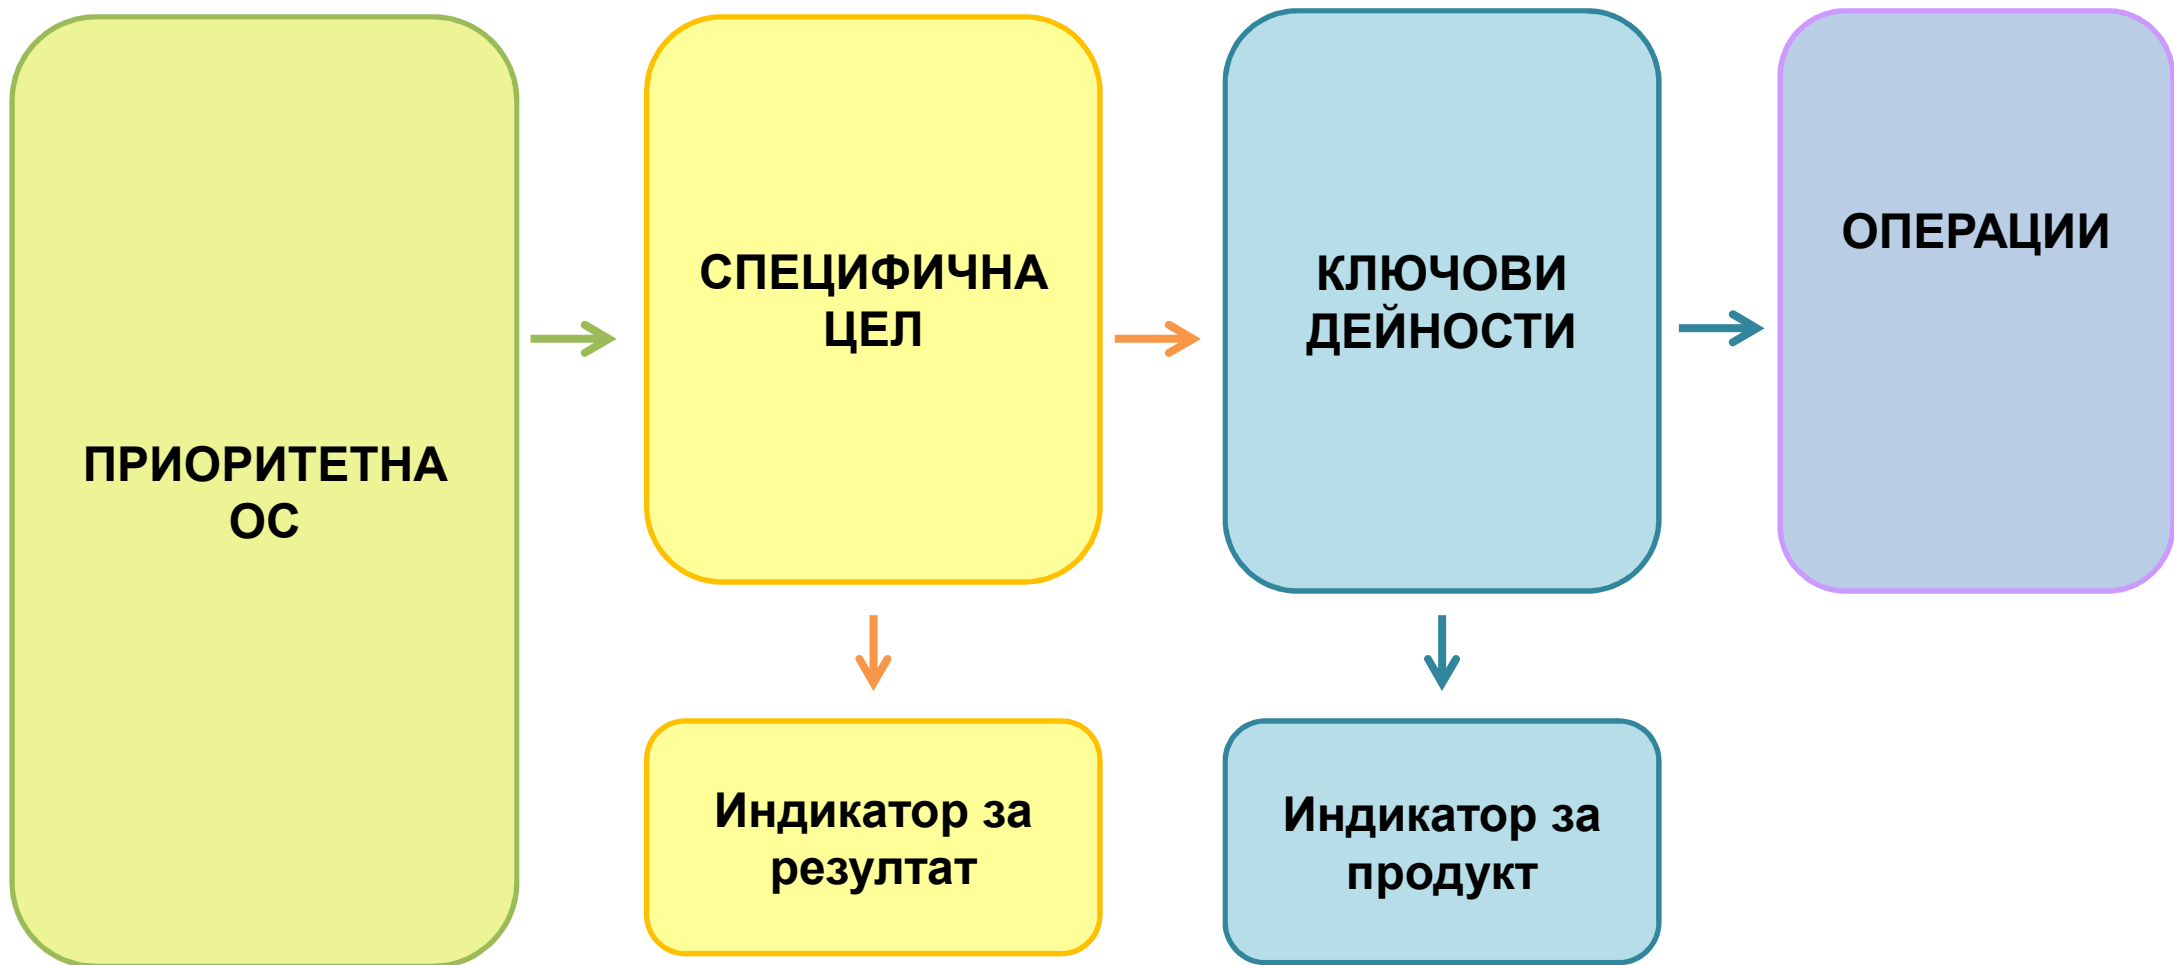 ПРИОРИТЕТНА
ОС
СПЕЦИФИЧНА
ЦЕЛ
КЛЮЧОВИ
ДЕЙНОСТИ
ОПЕРАЦИИ
Индикатор за
резултат
Индикатор за
продукт